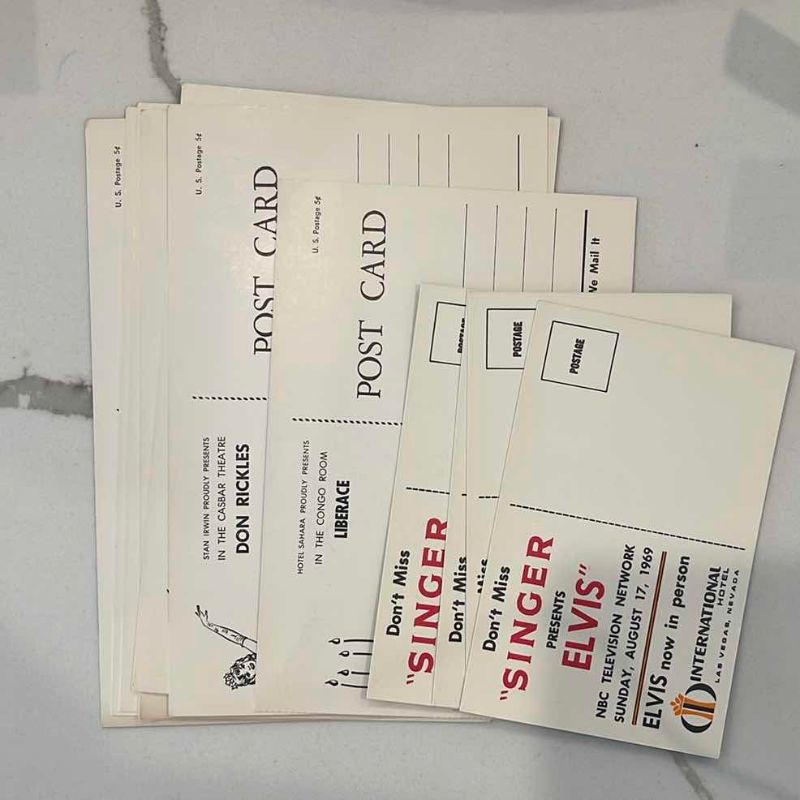 U. S. Postage 5¢
U. S. Postage 5¢
POST CARD
STAN IRWIN PROUDLY PRESENTS
IN THE CASBAR THEATRE
DON RICKLES
U. S. Postage 5¢
POST CARD
We Mail It
HOTEL SAHARA PROUDLY PRESENTS
IN THE CONGO ROOM
LIBERACE
POSTAGE
Don't Miss
"SINGER
POSTAGE
Don't Miss
Miss
POSTAGE
Don't Miss
"SINGER
PRESENTS
ELVIS"
NBC TELEVISION NETWORK
SUNDAY, AUGUST 17, 1969
ELVIS now in person
INTERNATIONAL
HOTEL
LAS VEGAS, NEVADA